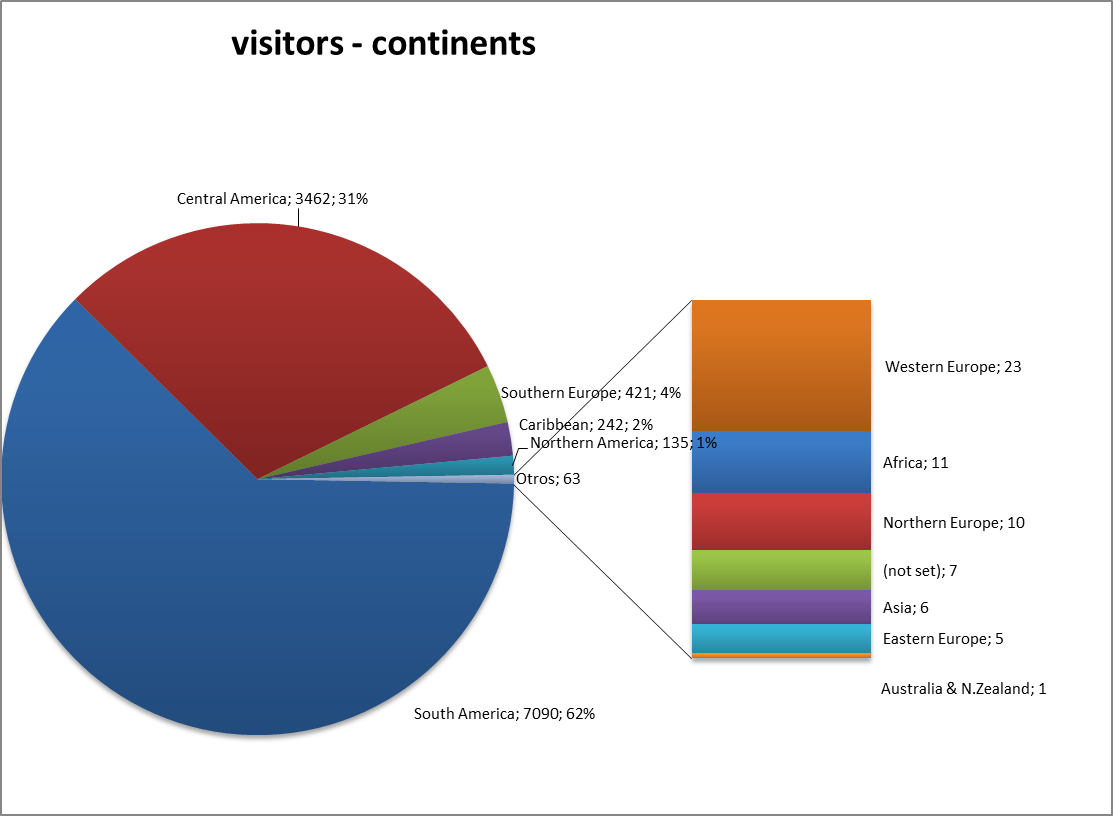 visitors - continents
Central America; 3462; 31%
Western Europe; 23
Southern Europe; 421; 4%
Caribbean; 242; 2%
Northern America; 135; 1%
Africa; 11
Otros; 63
Northern Europe; 10
(not set); 7
Asia; 6
Eastern Europe; 5
Australia & N.Zealand; 1
South America; 7090; 62%